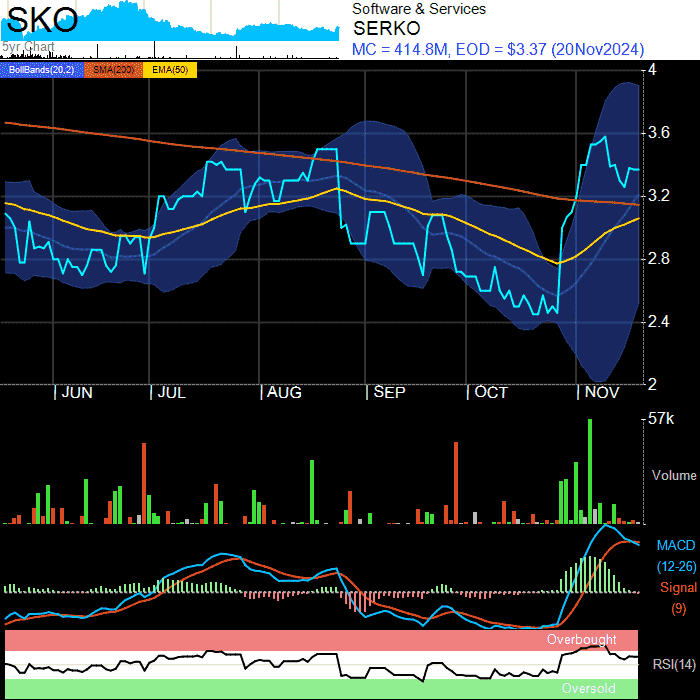 SKO
5yr Chart
Software & Services
SERKO
MC = 414.8M, EOD = $3.37 (20Nov2024)
BollBands(20,2) SMA(200) EMA(50)
4
3.6
3.2
2.8
2.4
2
JUN JUL AUG SEP OCT NOV
57k
Volume
MACD
(12-26)
Signal
(9)
Overbought
RSI(14)
Oversold